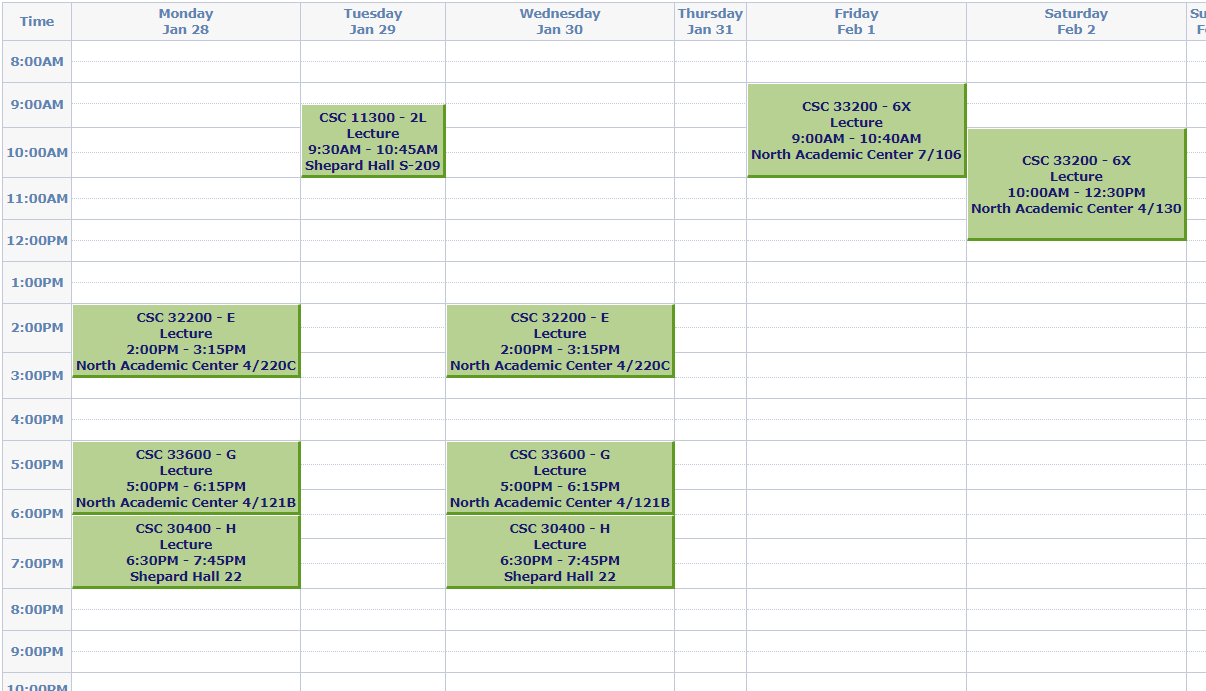 Time
Monday
Jan 28
Tuesday
Jan 29
Wednesday
Jan 30
Thursday
Jan 31
Friday
Feb 1
Saturday
Feb 2
8:00AM
9:00AM
10:00AM
11:00AM
12:00PM
1:00PM
2:00PM
3:00PM
4:00PM
5:00PM
6:00PM
7:00PM
8:00PM
9:00PM
10:00PM
CSC 32200 - E
Lecture
2:00PM - 3:15PM
North Academic Center 4/220C
CSC 33600 - G
Lecture
5:00PM - 6:15PM
North Academic Center 4/121B
CSC 30400 - H
Lecture
6:30PM - 7:45PM
Shepard Hall 22
CSC 11300 - 2L
Lecture
9:30AM - 10:45AM
Shepard Hall S-209
CSC 32200 - E
Lecture
2:00PM - 3:15PM
North Academic Center 4/220C
CSC 33600 - G
Lecture
5:00PM - 6:15PM
North Academic Center 4/121B
CSC 30400 - H
Lecture
6:30PM - 7:45PM
Shepard Hall 22
CSC 33200 - 6X
Lecture
9:00AM - 10:40AM
North Academic Center 7/106
CSC 33200 - 6X
Lecture
10:00AM - 12:30PM
North Academic Center 4/130